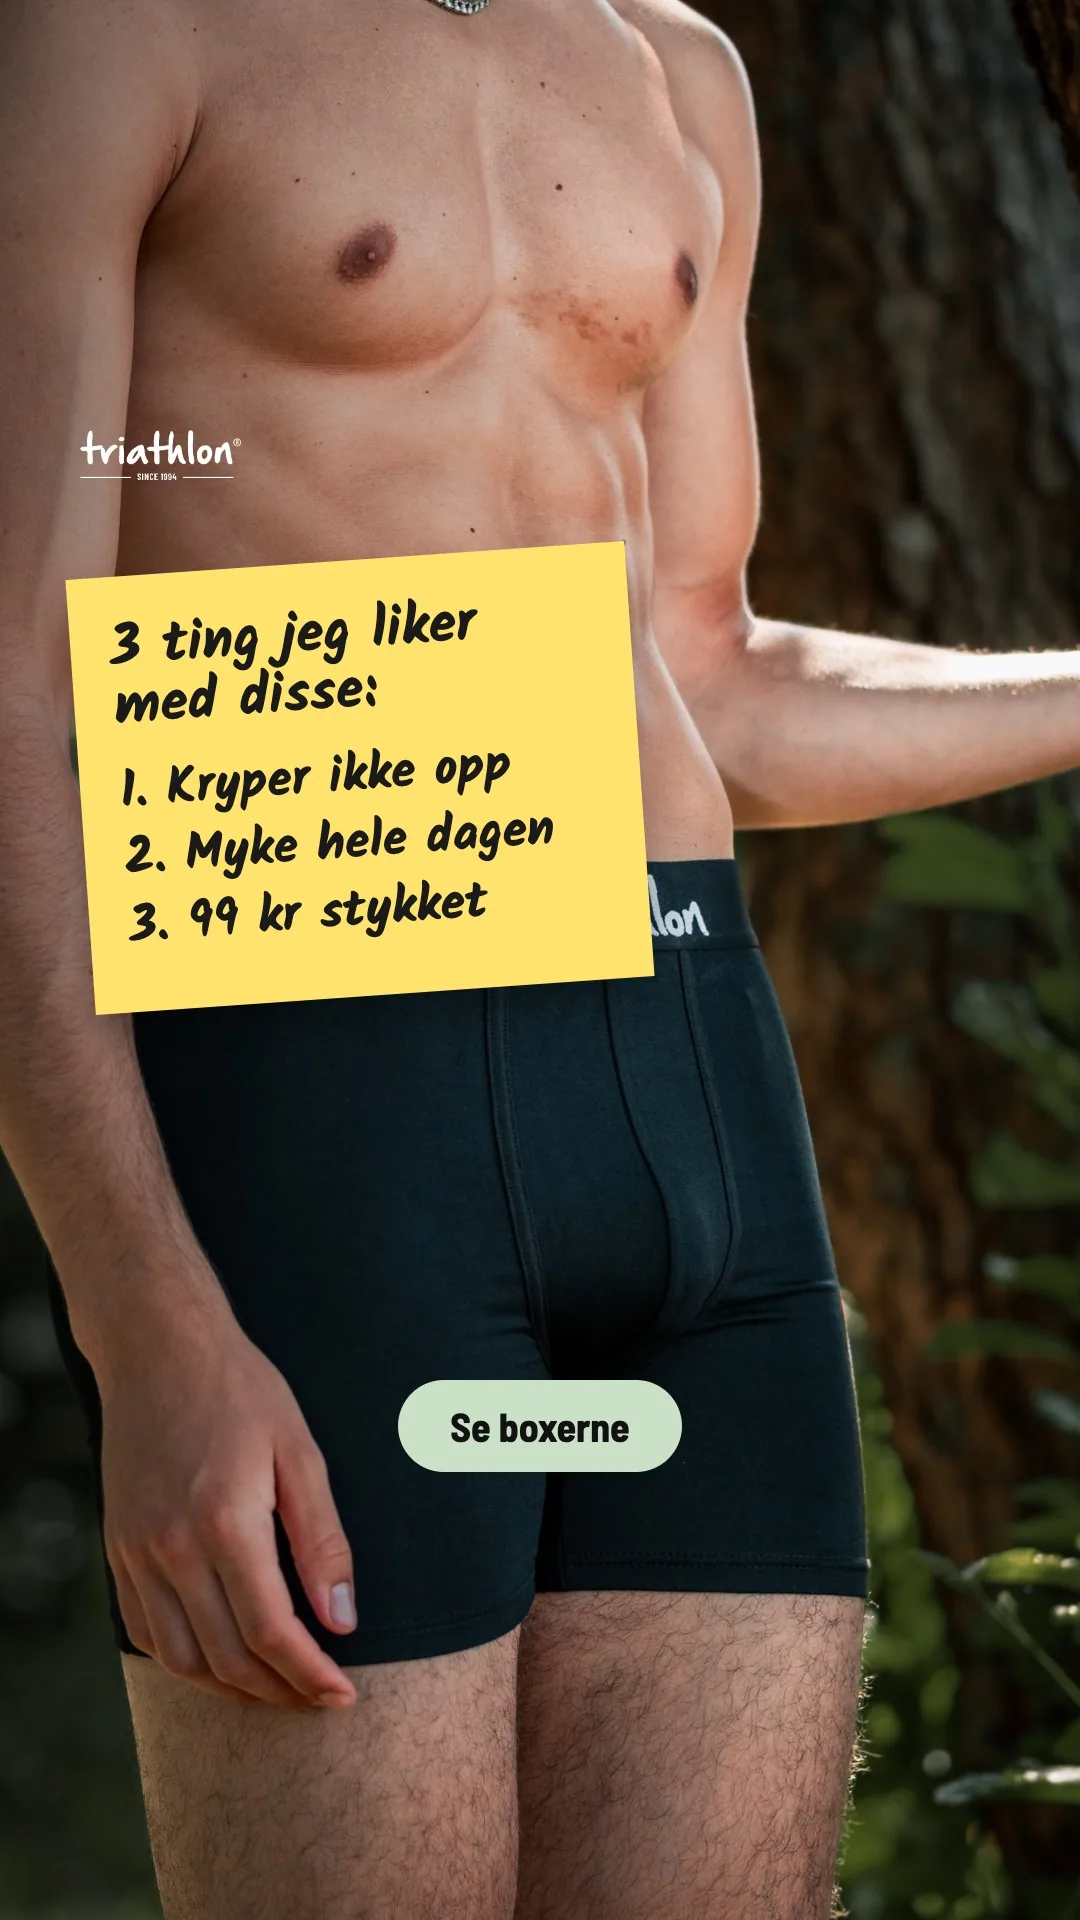 triathlon®
SINCE 1994
3 ting jeg liker
med disse:
1. Kryper ikke opp
2. Myke hele dagen
3. 99 kr stykket
lon
Se boxerne